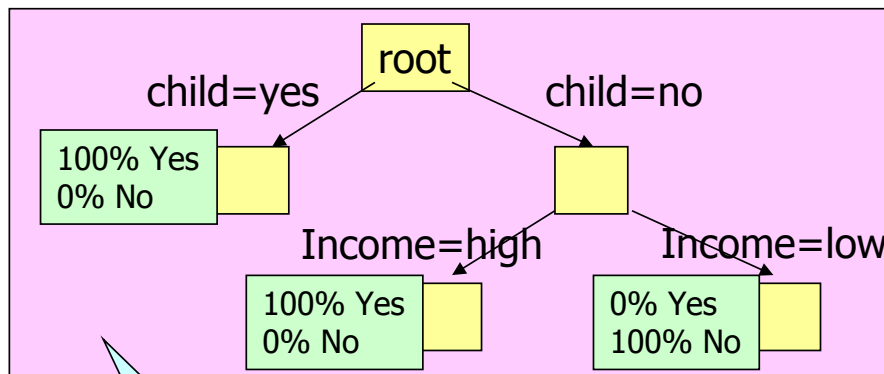 root
child=yes
child=no
100% Yes
0% No
Income=high
Income=low
100% Yes
0% No
0% Yes
100% No